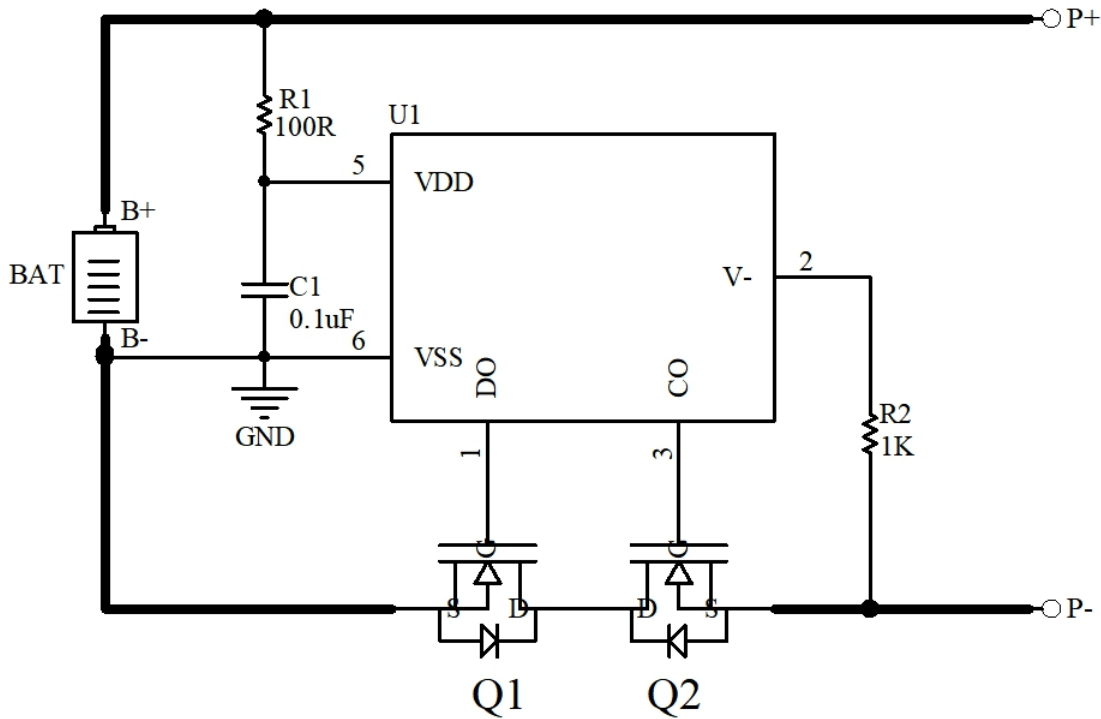 P+
R1
100R
U1
5
VDD
B+
BAT
V-
2
C1
0.1uF
B-
6
VSS
DO
CO
GND
R2
1K
1
3
G
G
S
D
D
S
P-
Q1
Q2